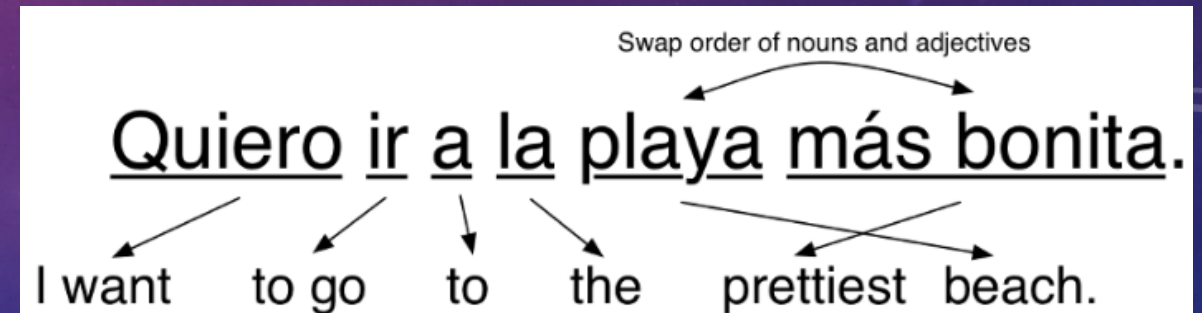 Swap order of nouns and adjectives
Quiero ir a la playa más bonita.
I want to go to the prettiest beach.